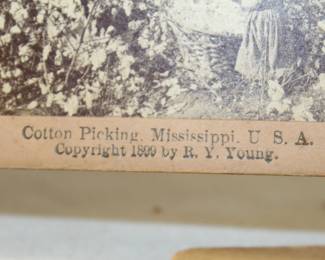 Cotton Picking. Mississippi. U S. A.
Copyright 1899 by R. Y. Young.